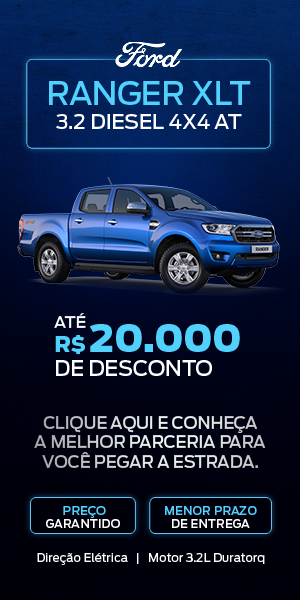 Ford
RANGER XLT
3.2 DIESEL 4X4 AT
RANGER
ATÉ
R$ 20.000
DE DESCONTO
CLIQUE AQUI E CONHEÇA
A MELHOR PARCERIA PARA
VOCÊ PEGAR A ESTRADA.
PREÇO
GARANTIDO
MENOR PRAZO
DE ENTREGA
Direção Elétrica | Motor 3.2L Duratorq